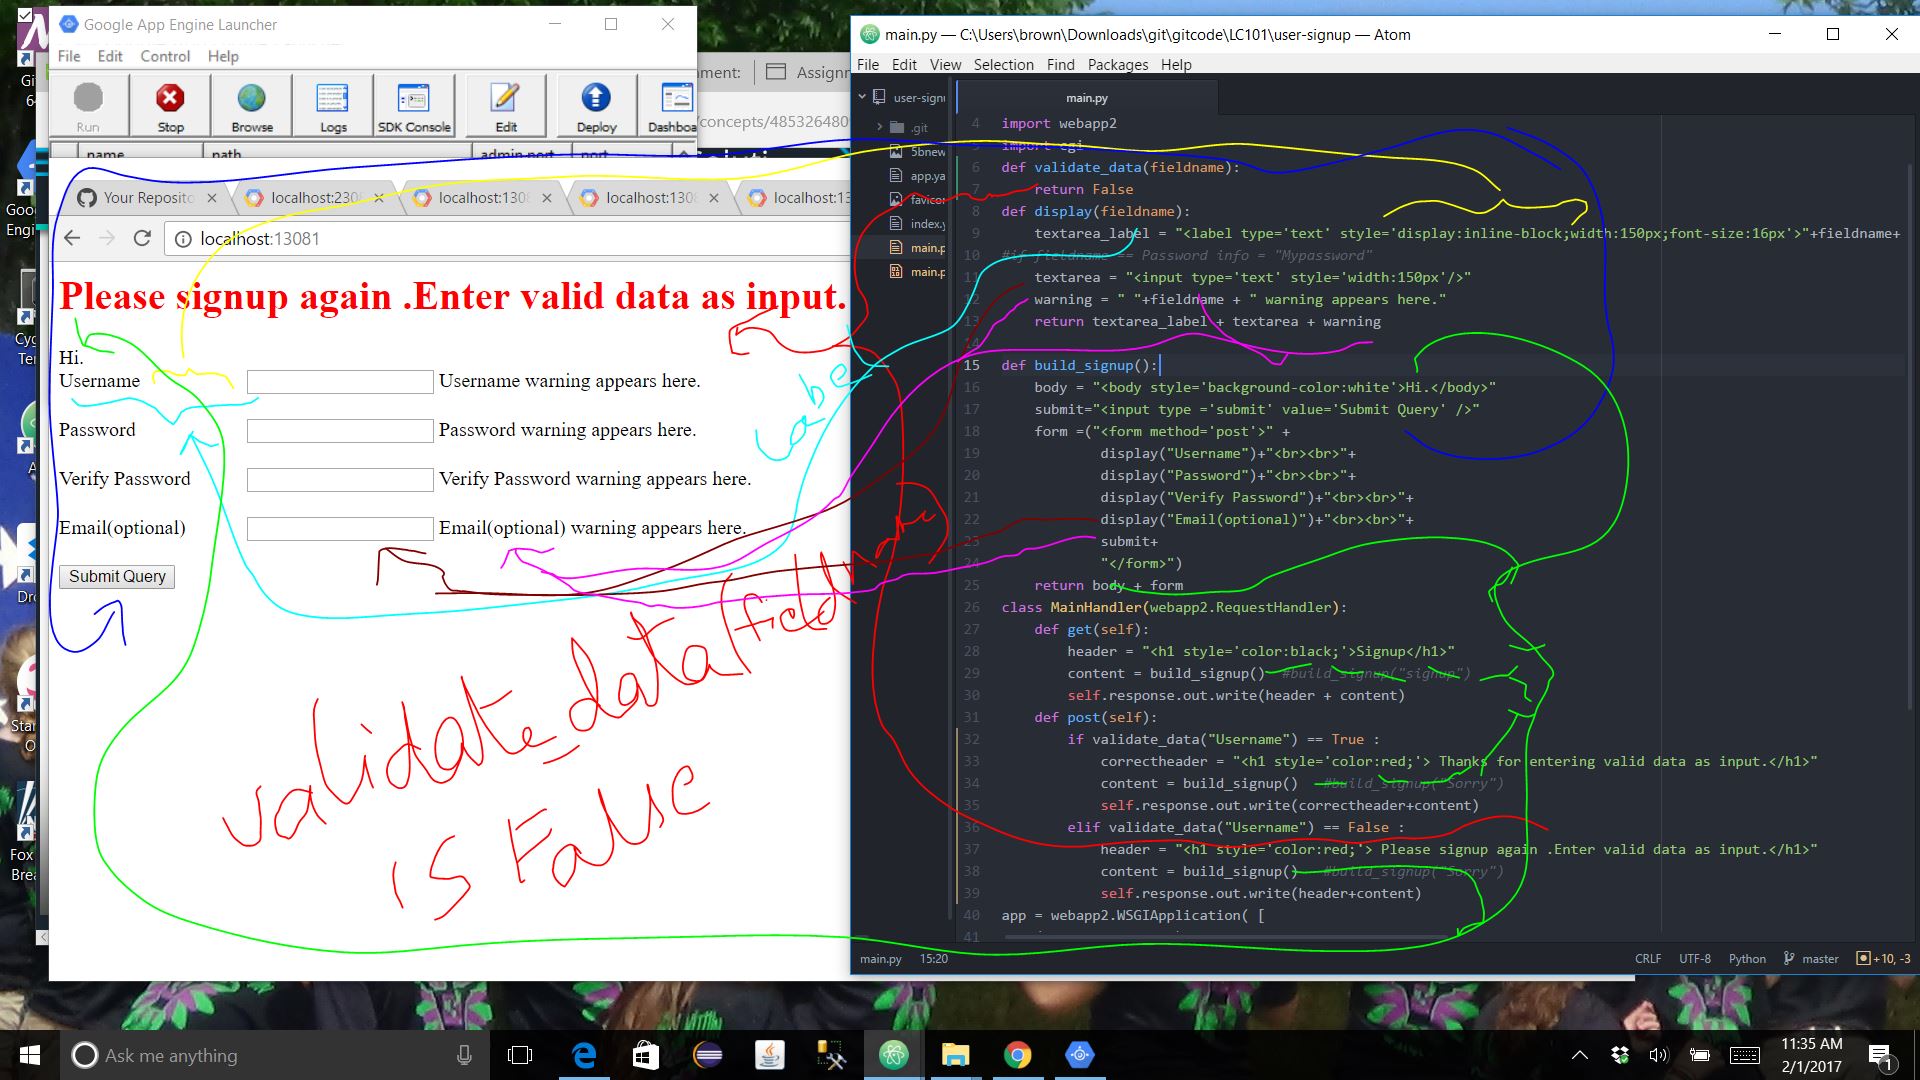 Google App Engine Launcher
File Edit Control Help
Run Stop Browse Logs SDK Console Edit Deploy
name path admin port port
ment: Assignm
/concepts/485326480
Your Reposito localhost:230 localhost:1308 localhost:1308 localhost:13
localhost:13081
Please signup again .Enter valid data as input.
Hi.
Username Username warning appears here.
Password Password warning appears here.
Verify Password Verify Password warning appears here.
Email(optional) Email(optional) warning appears here.
Submit Query
label
validate_data(fieldname)
is False
main.py — C:\Users\brown\Downloads\git\gitcode\LC101\user-signup — Atom
File Edit View Selection Find Packages Help
user-signu
.git
5bnew
app.ya
favicon
index.y
main.p
main.p
main.py
4 import webapp2
5 import cgi
6 def validate_data(fieldname):
7 return False
8 def display(fieldname):
9 textarea_label = "<label type='text' style='display:inline-block;width:150px;font-size:16px'>"+fieldname+
10 #if fieldname == Password info = "Mypassword"
11 textarea = "<input type='text' style='width:150px'/>"
12 warning = " "+fieldname + " warning appears here."
13 return textarea_label + textarea + warning
14
15 def build_signup():
16 body = "<body style='background-color:white'>Hi.</body>"
17 submit="<input type ='submit' value='Submit Query' />"
18 form =("<form method='post'>" +
19 display("Username")+"<br><br>"+
20 display("Password")+"<br><br>"+
21 display("Verify Password")+"<br><br>"+
22 display("Email(optional)")+"<br><br>"+
23 submit+
24 "</form>")
25 return body + form
26 class MainHandler(webapp2.RequestHandler):
27 def get(self):
28 header = "<h1 style='color:black;'>Signup</h1>"
29 content = build_signup() #build_signup("signup")
30 self.response.out.write(header + content)
31 def post(self):
32 if validate_data("Username") == True :
33 correctheader = "<h1 style='color:red;'> Thanks for entering valid data as input.</h1>"
34 content = build_signup() #build_signup("Sorry")
35 self.response.out.write(correctheader+content)
36 elif validate_data("Username") == False :
37 header = "<h1 style='color:red;'> Please signup again .Enter valid data as input.</h1>"
38 content = build_signup() #build_signup("Sorry")
39 self.response.out.write(header+content)
40 app = webapp2.WSGIApplication( [
41
main.py 15:20 CRLF UTF-8 Python master +10, -3
Ask me anything
11:35 AM
2/1/2017
1